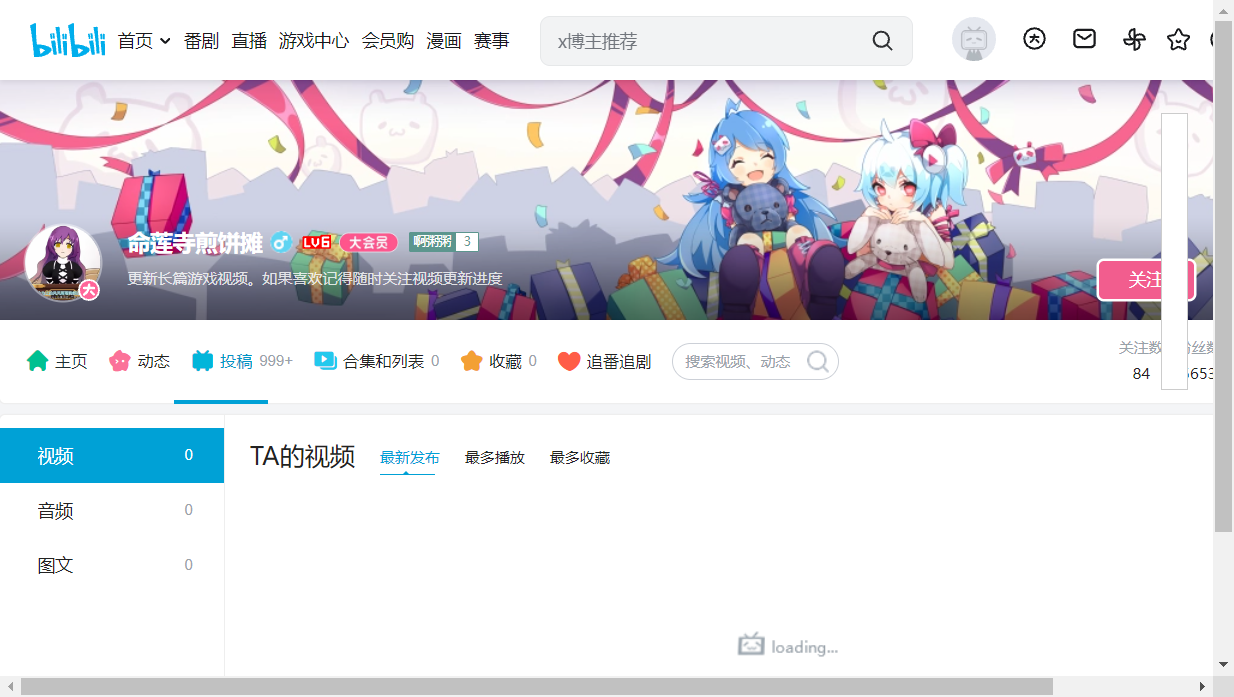 bilibili 首页 番剧 直播 游戏中心 会员购 漫画 赛事 x博主推荐
命莲寺煎饼摊 LV6 大会员 啊粥粥 3
更新长篇游戏视频。如果喜欢记得随时关注视频更新进度
关注
主页 动态 投稿 999+ 合集和列表 0 收藏 0 追番追剧 搜索视频、动态
关注数 丝数
84 653
视频 0
音频 0
图文 0
TA的视频 最新发布 最多播放 最多收藏
loading...